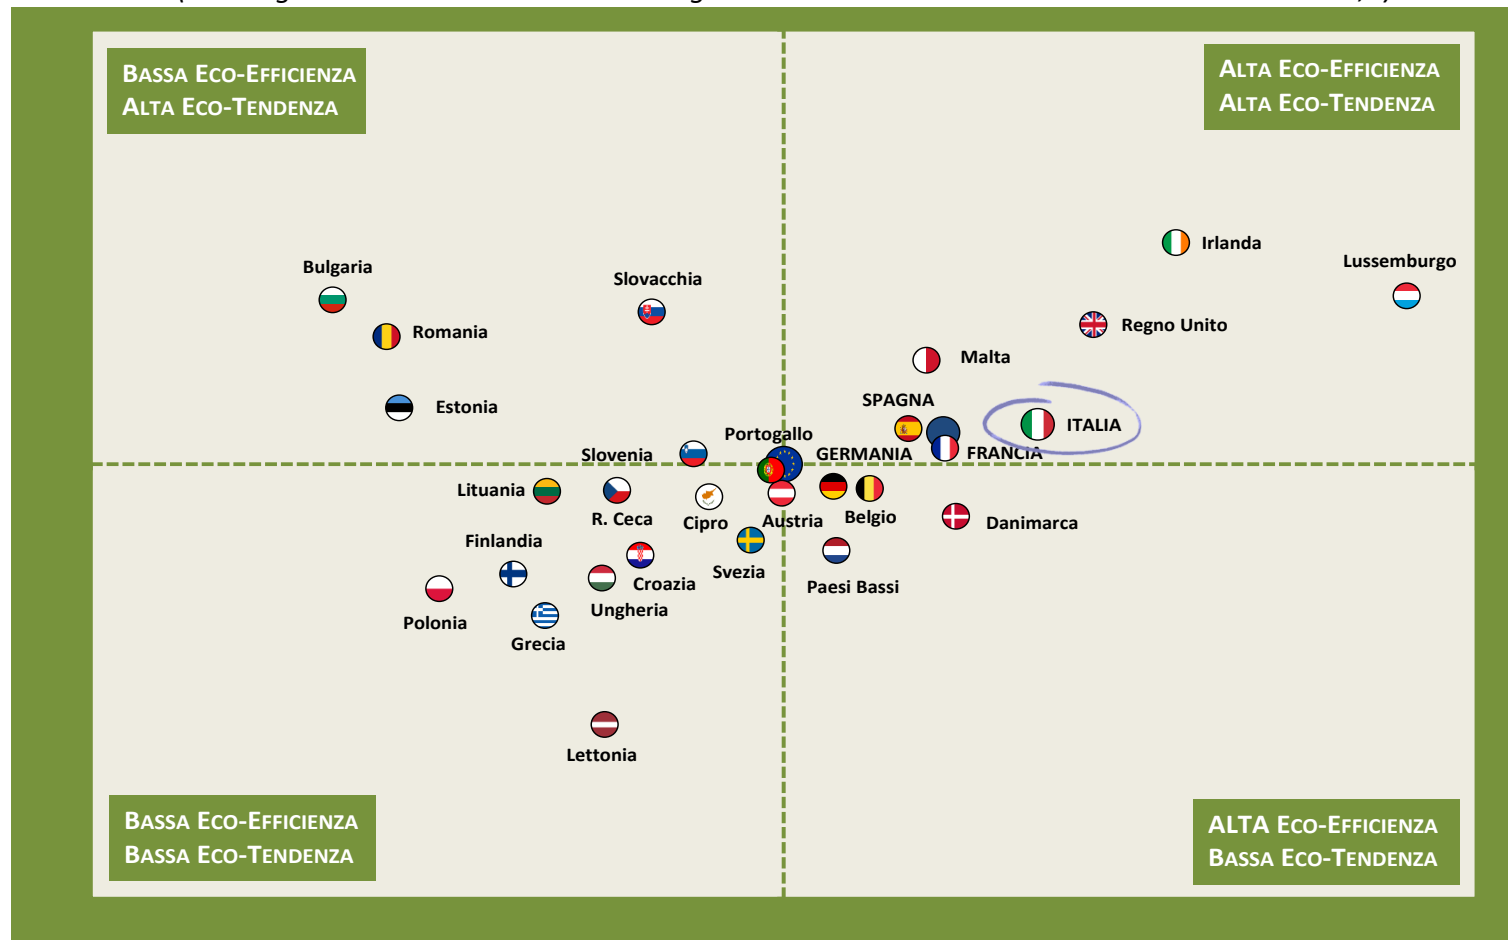 BASSA ECO-EFFICIENZA
ALTA ECO-TENDENZA
ALTA ECO-EFFICIENZA
ALTA ECO-TENDENZA
Irlanda
Lussemburgo
Bulgaria
Slovacchia
Regno Unito
Romania
Malta
SPAGNA
Estonia
ITALIA
Portogallo
Slovenia
GERMANIA
FRANCIA
Lituania
R. Ceca
Cipro
Austria
Belgio
Danimarca
Finlandia
Svezia
Croazia
Paesi Bassi
Ungheria
Polonia
Grecia
Lettonia
BASSA ECO-EFFICIENZA
BASSA ECO-TENDENZA
ALTA ECO-EFFICIENZA
BASSA ECO-TENDENZA